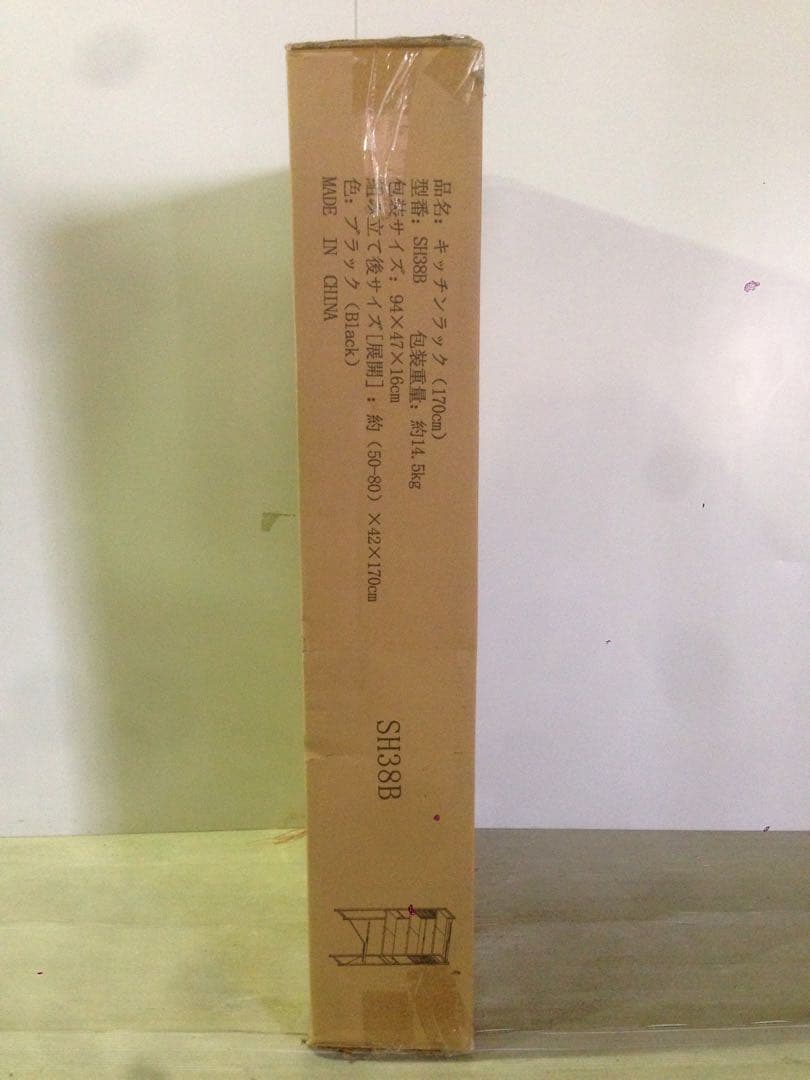 品名: キッチンラック (170cm)
型番: SH38B 包装重量: 約14.5kg
包装サイズ: 94×47×16cm
組み立て後サイズ[展開]: 約 (50-80) ×42×170cm
色: ブラック (Black)
MADE IN CHINA
SH38B